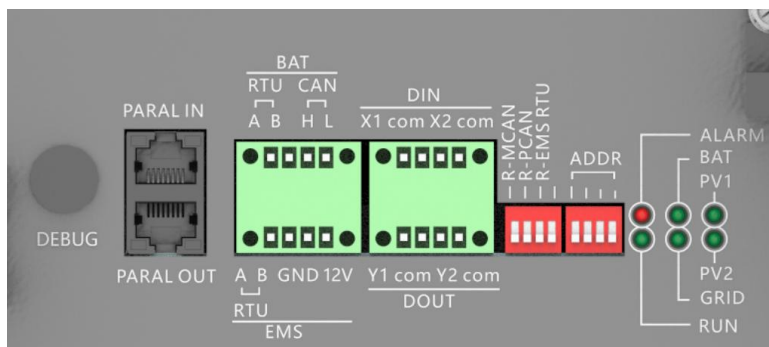 BAT
RTU CAN
A B H L
DIN
X1 com X2 com
PARAL IN
R-MCAN
R-PCAN
R-EMS RTU
ADDR
ALARM
BAT
PV1
DEBUG
PARAL OUT
A B GND 12V
RTU
EMS
Y1 com Y2 com
DOUT
PV2
GRID
RUN